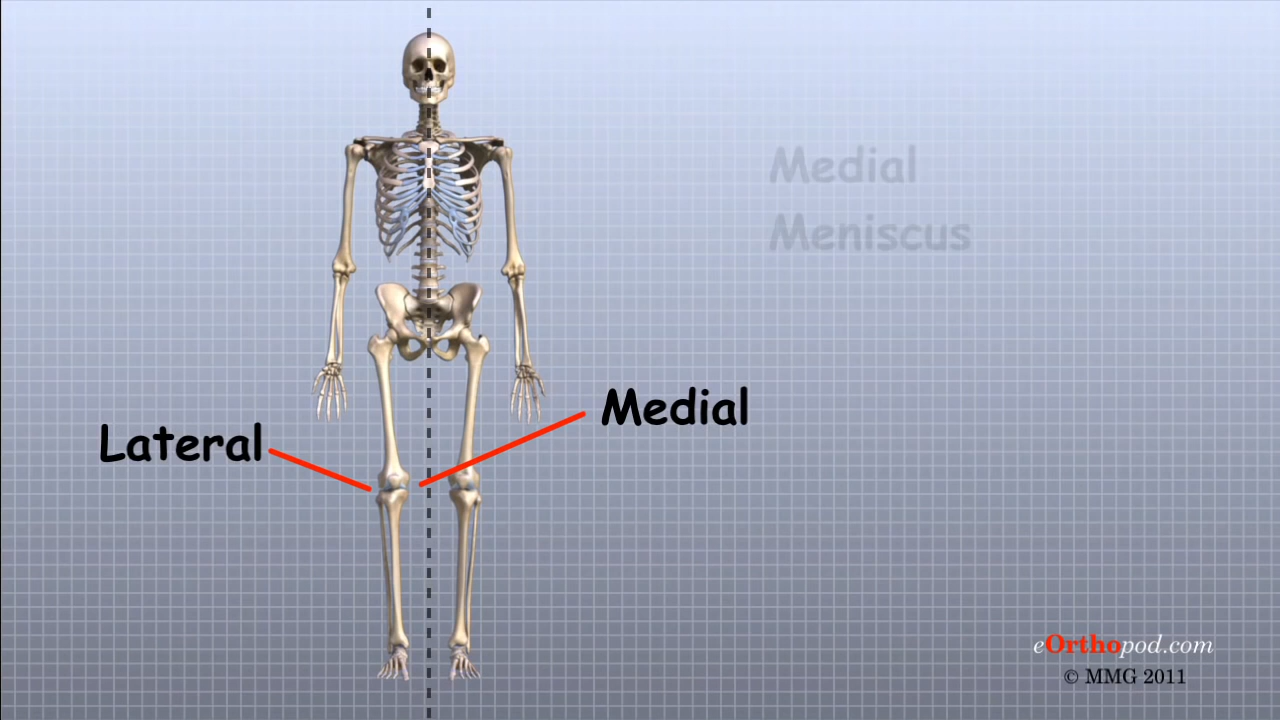 Medial
Meniscus
Medial
Lateral
eOrthopod.com
© MMG 2011